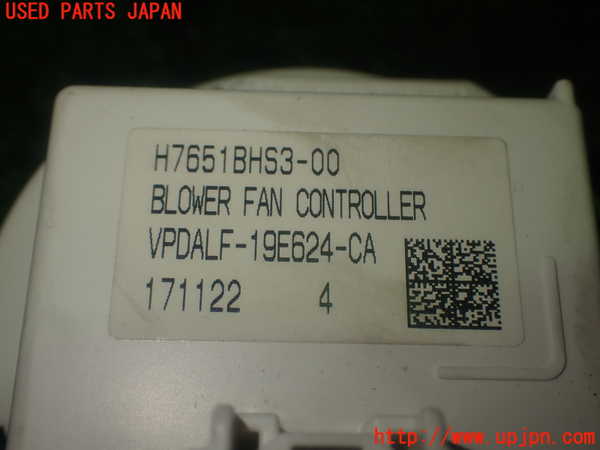 USED PARTS JAPAN
H7651BHS3-00
BLOWER FAN CONTROLLER
VPDALF-19E624-CA
171122 4
http://www.upjpn.com/